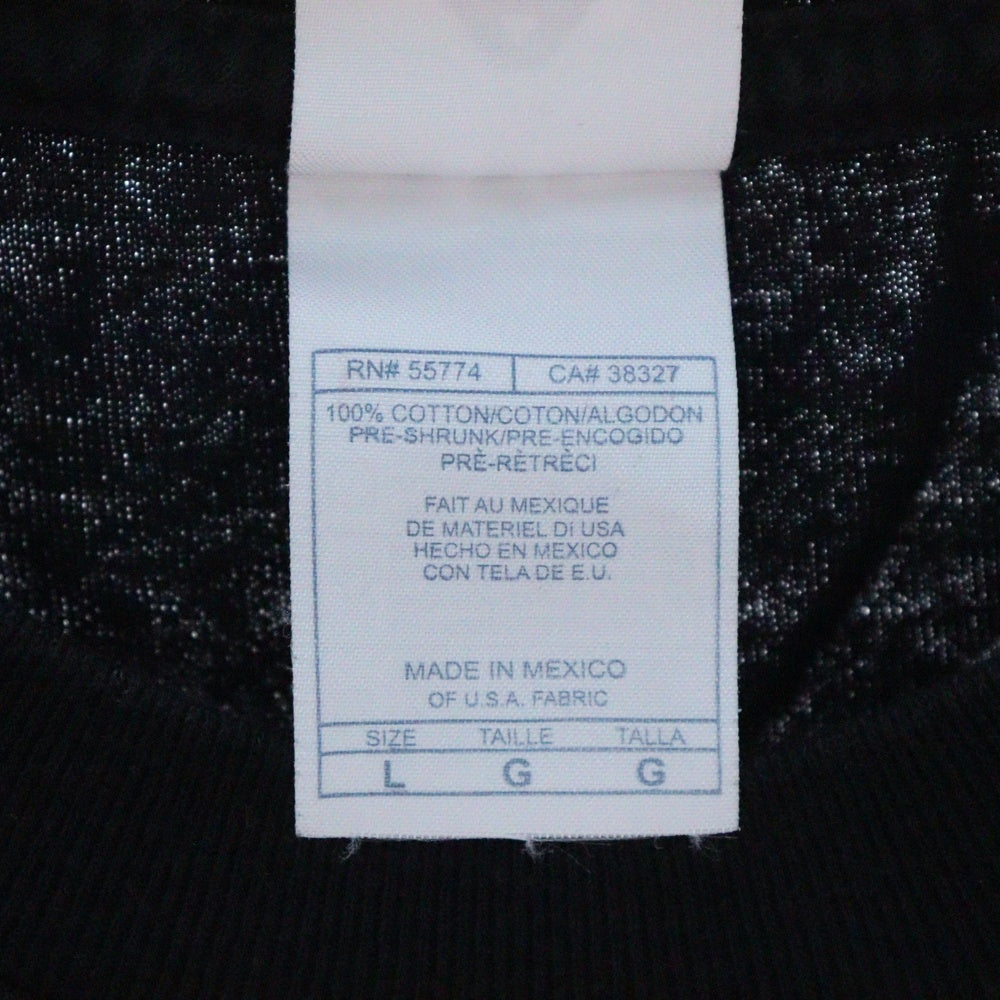 RN# 55774 CA# 38327
100% COTTON/COTON/ALGODON
PRE-SHRUNK/PRE-ENCOGIDO
PRÈ-RÈTRÈCI
FAIT AU MEXIQUE
DE MATERIEL Di USA
HECHO EN MEXICO
CON TELA DE E.U.
MADE IN MEXICO
OF U.S.A. FABRIC
SIZE TAILLE TALLA
L G G